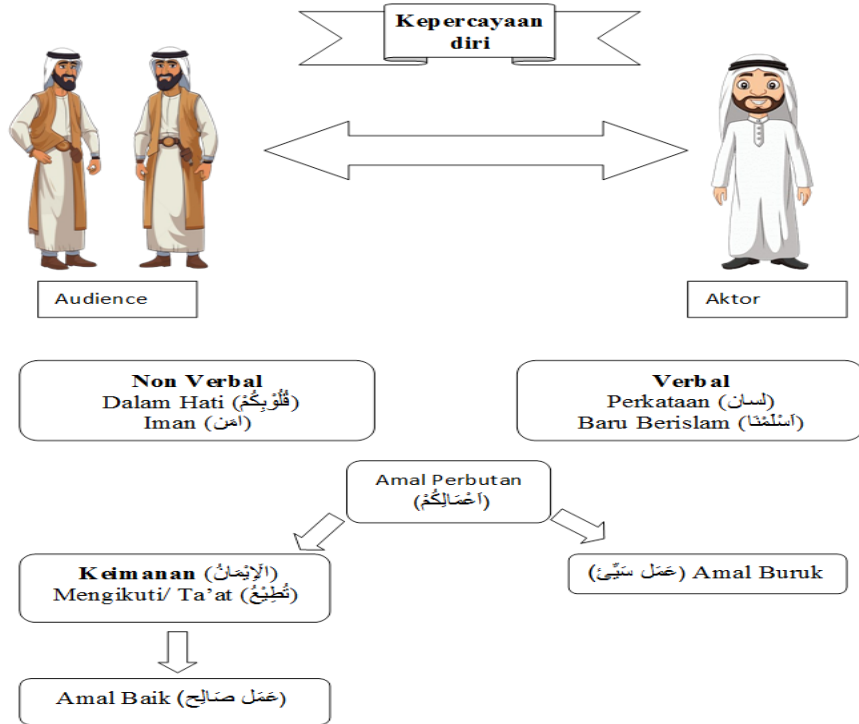 Kepercayaan
diri
Audience
Aktor
Non Verbal
Dalam Hati (قُلُوْبِكُمْ)
Iman (اٰمَن)
Verbal
Perkataan (لسان)
Baru Berislam (اَسْلَمْنَا)
Amal Perbutan
(اَعْمَالِكُمْ)
Keimanan (الْاِيْمَانُ)
Mengikuti/ Ta’at (تُطِيْعُ)
(عَمَل سَيِّئ) Amal Buruk
Amal Baik (عَمَل صَالِح)